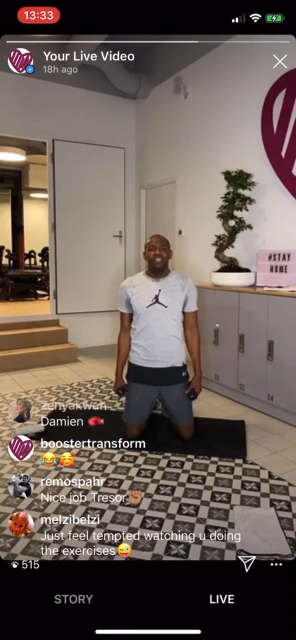 13:33
Your Live Video
18h ago
#STAY
HOME
zenyakwan
Damien
boostertransform
remospahr
Nice job Tresor
melzibelzi
Just feel tempted watching u doing
the exercises
515
STORY
LIVE